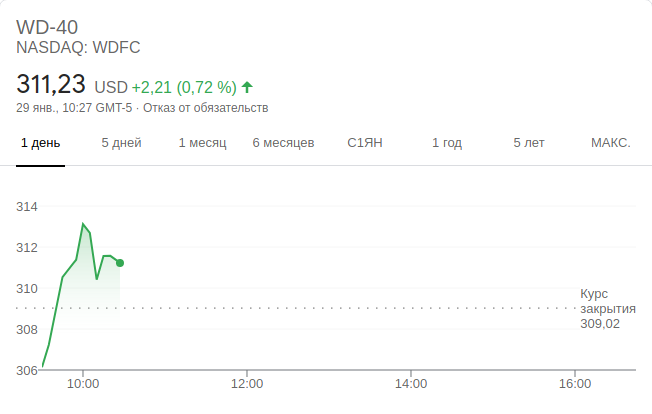 WD-40
NASDAQ: WDFC
311,23 USD +2,21 (0,72 %)
29 янв., 10:27 GMT-5 · Отказ от обязательств
1 день 5 дней 1 месяц 6 месяцев С1ЯН 1 год 5 лет МАКС.
314
312
310
Курс
закрытия
309,02
308
306
10:00 12:00 14:00 16:00